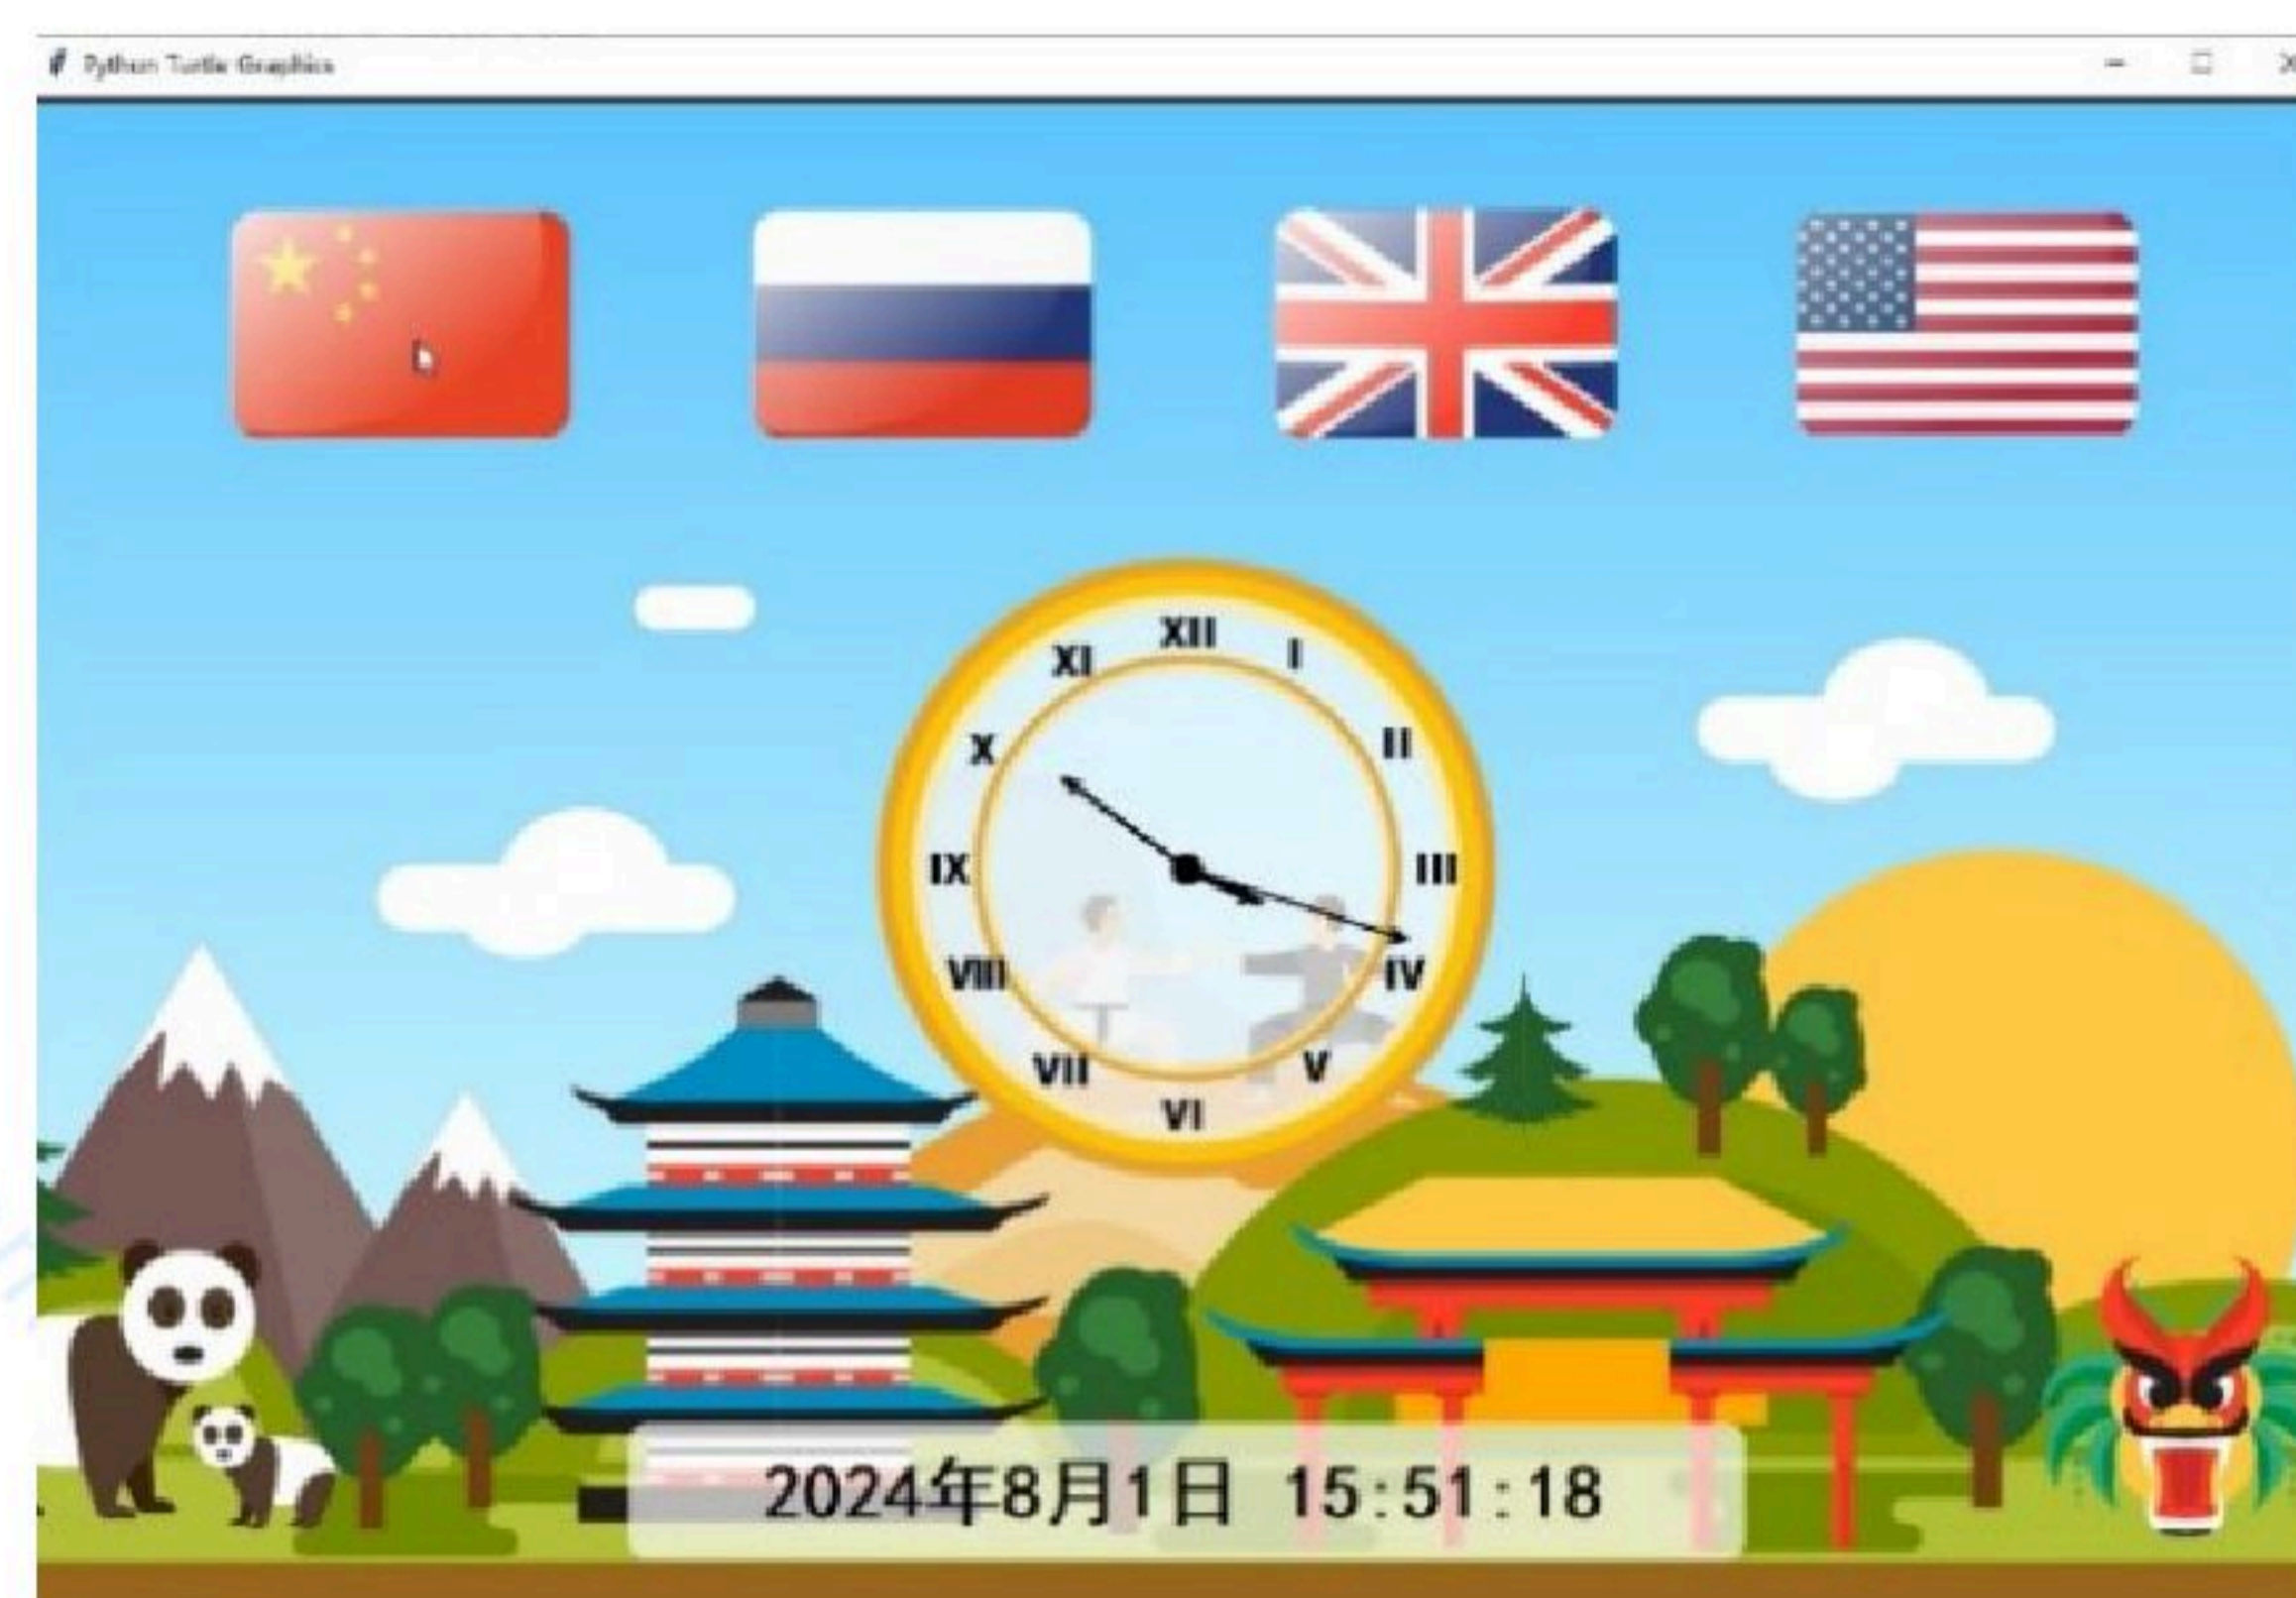 Python Turtle Graphics
XII
XI
I
X
II
IX
III
VIII
IV
VII
V
VI
2024年8月1日 15:51:18